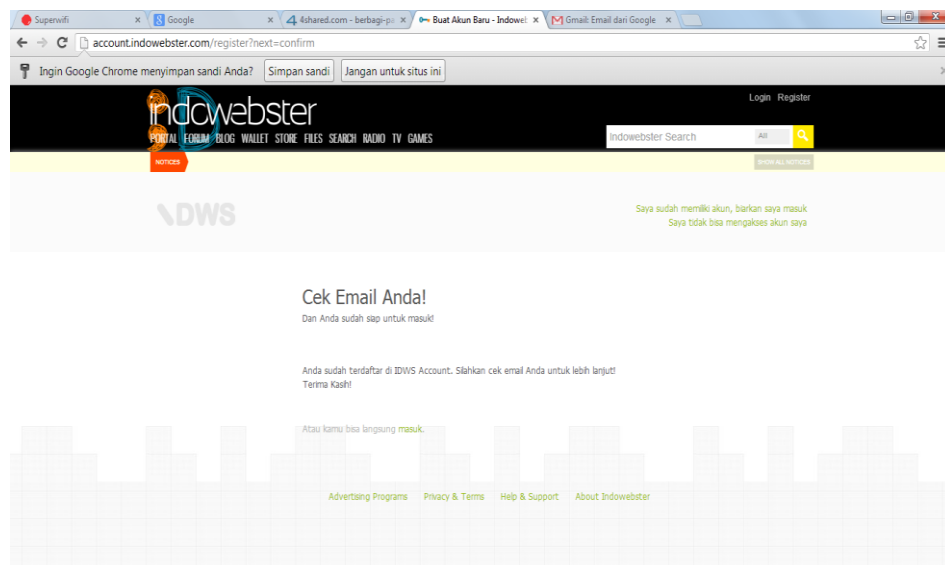 Superwifi
Google
4shared.com - berbagi-pa
Buat Akun Baru - Indoweb
Gmail: Email dari Google
account.indowebster.com/register?next=confirm
Ingin Google Chrome menyimpan sandi Anda? Simpan sandi Jangan untuk situs ini
Login Register
indowebster
PORTAL FORUM BLOG WALLET STORE FILES SEARCH RADIO TV GAMES
Indowebster Search All
NOTICES SHOW ALL NOTICES
IDWS
Saya sudah memiliki akun, biarkan saya masuk
Saya tidak bisa mengakses akun saya
Cek Email Anda!
Dan Anda sudah siap untuk masuk!
Anda sudah terdaftar di IDWS Account. Silahkan cek email Anda untuk lebih lanjut!
Terima Kasih!
Atau kamu bisa langsung masuk.
Advertising Programs Privacy & Terms Help & Support About Indowebster